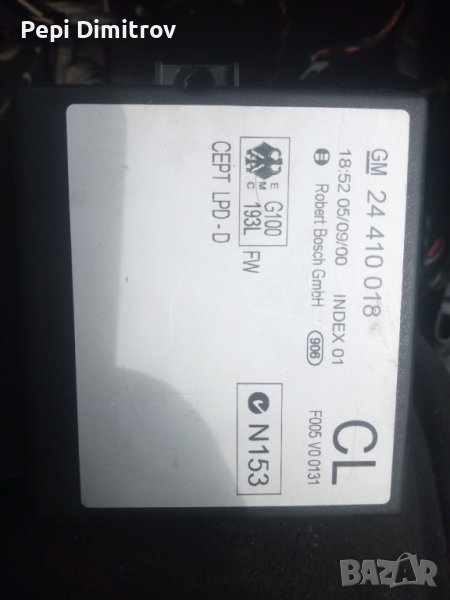 Pepi Dimitrov
GM 24 410 018
CL
18:52 05/09/00 INDEX 01
F005 V0 0131
Robert Bosch GmbH 906
E M C
G100
193L
FW
CEPT LPD - D
N153
BAZAR